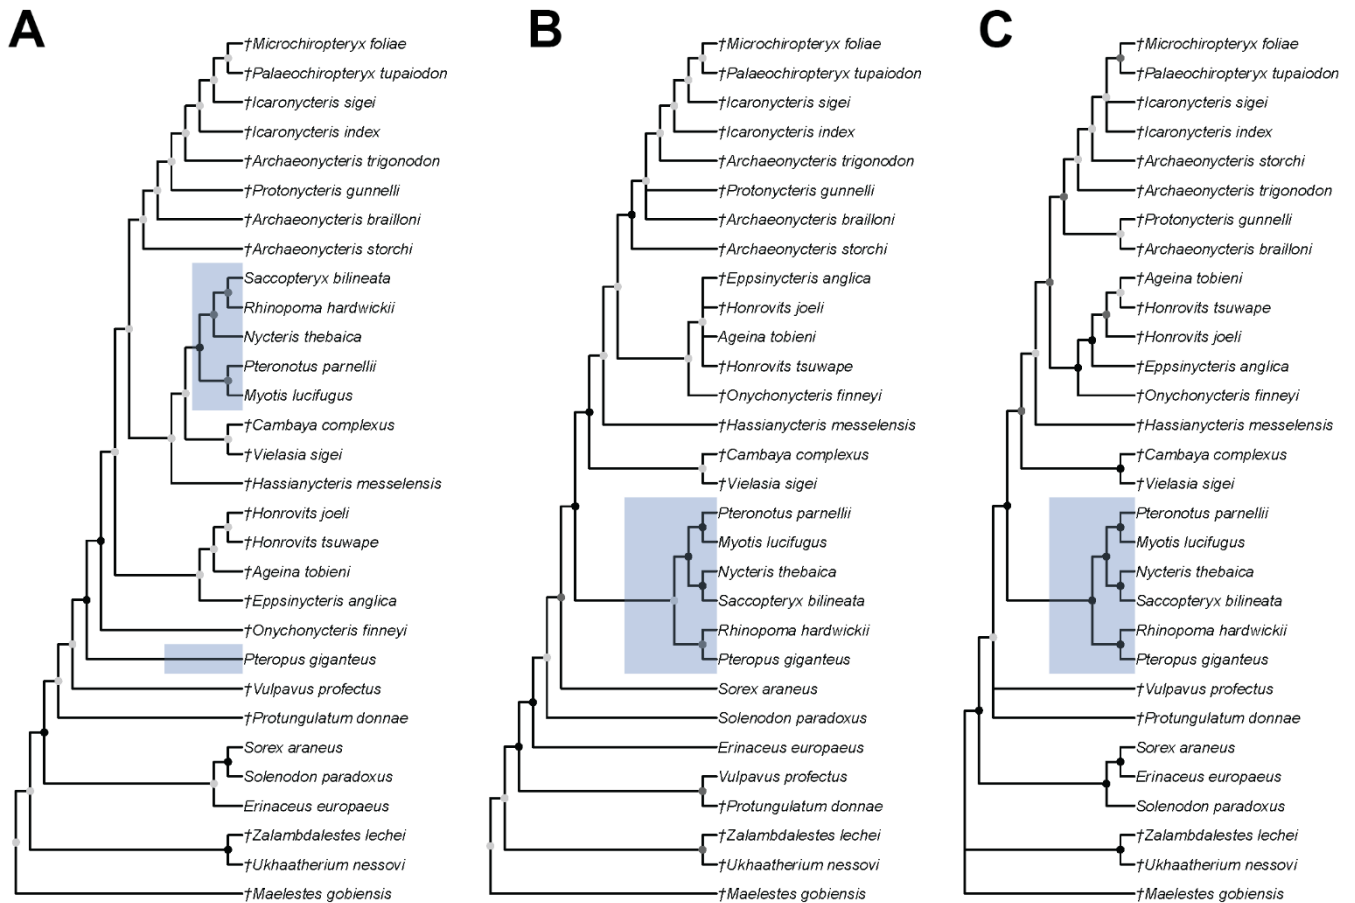 A
†Microchiropteryx foliae
†Palaeochiropteryx tupaiodon
†Icaronycteris sigei
†Icaronycteris index
†Archaeonycteris trigonodon
†Protonycteris gunnelli
†Archaeonycteris brailloni
†Archaeonycteris storchi
Saccopteryx bilineata
Rhinopoma hardwickii
Nycteris thebaica
Pteronotus parnellii
Myotis lucifugus
†Cambaya complexus
†Vielasia sigei
†Hassianycteris messelensis
†Honrovits joeli
†Honrovits tsuwape
†Ageina tobieni
†Eppsinycteris anglica
†Onychonycteris finneyi
Pteropus giganteus
†Vulpavus profectus
†Protungulatum donnae
Sorex araneus
Solenodon paradoxus
Erinaceus europaeus
†Zalambdalestes lechei
†Ukhaatherium nessovi
†Maelestes gobiensis
B
†Microchiropteryx foliae
†Palaeochiropteryx tupaiodon
†Icaronycteris sigei
†Icaronycteris index
†Archaeonycteris trigonodon
†Protonycteris gunnelli
†Archaeonycteris brailloni
†Archaeonycteris storchi
†Eppsinycteris anglica
†Honrovits joeli
Ageina tobieni
†Honrovits tsuwape
†Onychonycteris finneyi
†Hassianycteris messelensis
†Cambaya complexus
†Vielasia sigei
Pteronotus parnellii
Myotis lucifugus
Nycteris thebaica
Saccopteryx bilineata
Rhinopoma hardwickii
Pteropus giganteus
Sorex araneus
Solenodon paradoxus
Erinaceus europaeus
Vulpavus profectus
†Protungulatum donnae
†Zalambdalestes lechei
†Ukhaatherium nessovi
†Maelestes gobiensis
C
†Microchiropteryx foliae
†Palaeochiropteryx tupaiodon
†Icaronycteris sigei
†Icaronycteris index
†Archaeonycteris storchi
†Archaeonycteris trigonodon
†Protonycteris gunnelli
†Archaeonycteris brailloni
†Ageina tobieni
†Honrovits tsuwape
†Honrovits joeli
†Eppsinycteris anglica
†Onychonycteris finneyi
†Hassianycteris messelensis
†Cambaya complexus
†Vielasia sigei
Pteronotus parnellii
Myotis lucifugus
Nycteris thebaica
Saccopteryx bilineata
Rhinopoma hardwickii
Pteropus giganteus
†Vulpavus profectus
†Protungulatum donnae
Sorex araneus
Erinaceus europaeus
Solenodon paradoxus
†Zalambdalestes lechei
†Ukhaatherium nessovi
†Maelestes gobiensis